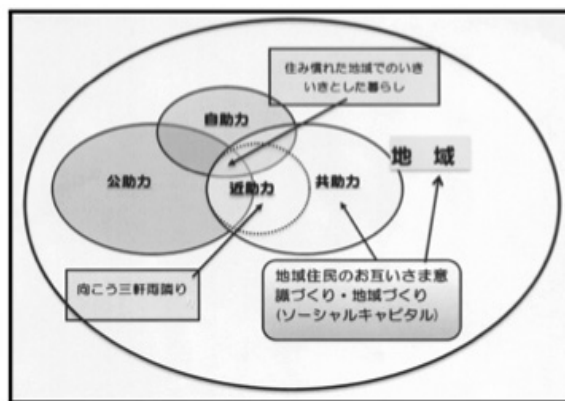 住み慣れた地域でのいき
いきとした暮らし
自助力
地 域
公助力
近助力
共助力
向こう三軒両隣り
地域住民のお互いさま意
識づくり・地域づくり
(ソーシャルキャピタル)